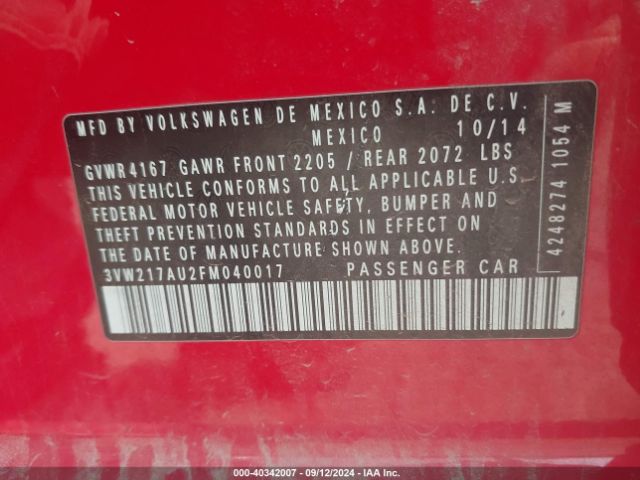 MFD BY VOLKSWAGEN DE MEXICO S.A. DE C.V.
MEXICO 10/14
GVWR4167 GAWR FRONT 2205 / REAR 2072 LBS
THIS VEHICLE CONFORMS TO ALL APPLICABLE U.S.
FEDERAL MOTOR VEHICLE SAFETY, BUMPER AND
THEFT PREVENTION STANDARDS IN EFFECT ON
THE DATE OF MANUFACTURE SHOWN ABOVE.
3VW217AU2FM040017 PASSENGER CAR
4248274 1054 M
000-40342007 - 09/12/2024 - IAA Inc.